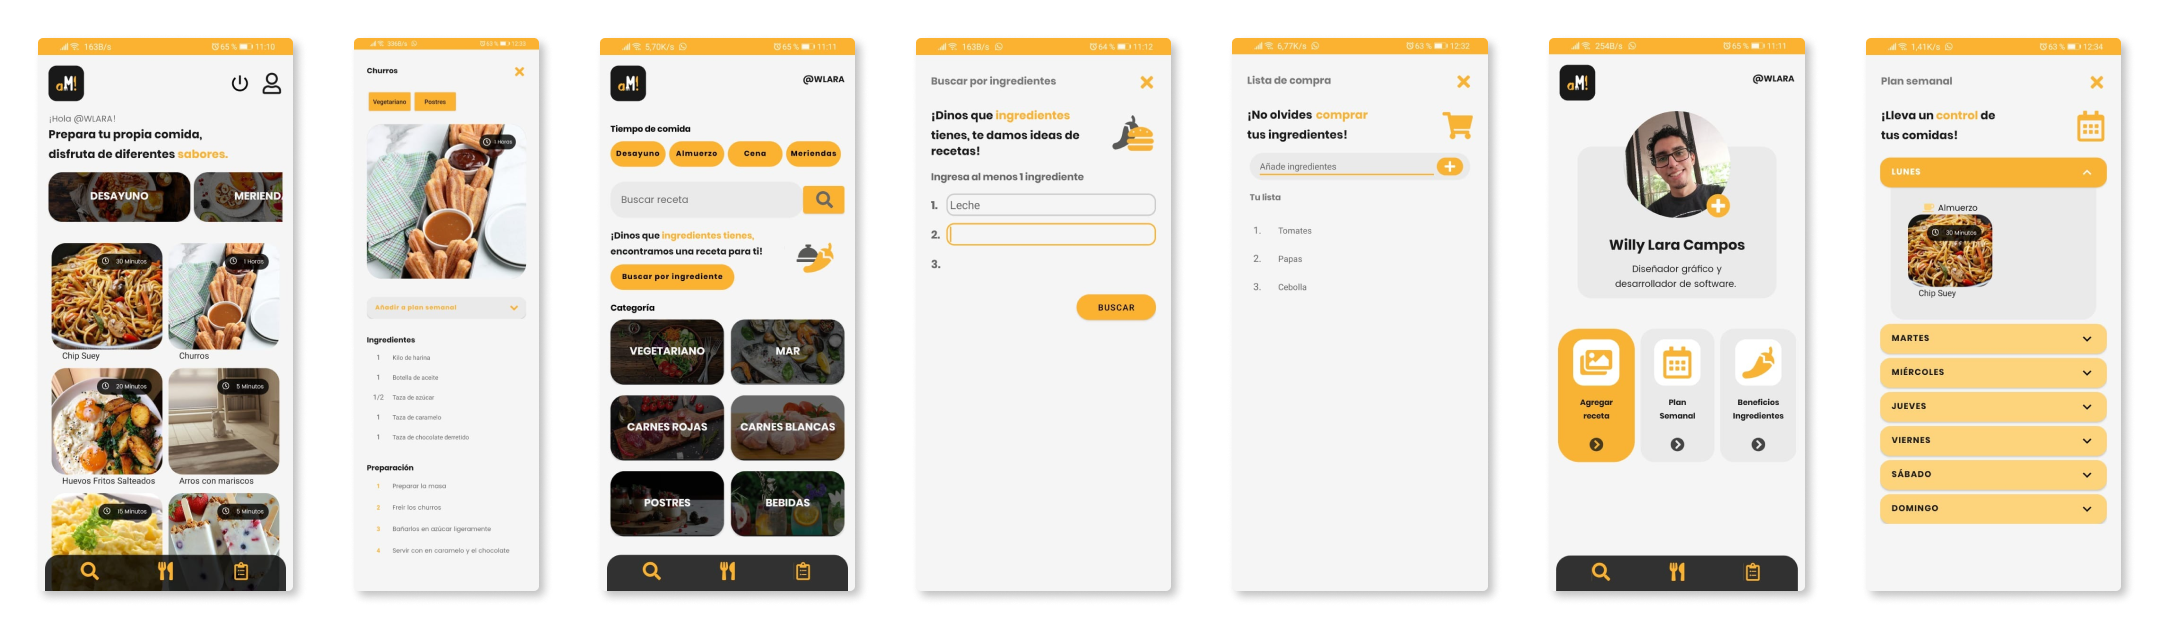 163B/s
65 % 11:10
aM!
¡Hola @WLARA!
Prepara tu propia comida,
disfruta de diferentes sabores.
DESAYUNO
MERIEND
30 Minutos
1 Horas
Chip Suey
Churros
20 Minutos
5 Minutos
Huevos Fritos Salteados
Arros con mariscos
15 Minutos
5 Minutos
336B/s
63 % 12:33
Churros
Vegetariano
Postres
1 Horas
Añadir a plan semanal
Ingredientes
1 Kilo de harina
1 Botella de aceite
1/2 Taza de azúcar
1 Taza de caramelo
1 Taza de chocolate derretido
Preparación
1 Preparar la masa
2 Freír los churros
3 Bañarlos en azúcar ligeramente
4 Servir con en caramelo y el chocolate
5,70K/s
65 % 11:11
aM!
@WLARA
Tiempo de comida
Desayuno
Almuerzo
Cena
Meriendas
Buscar receta
¡Dinos que ingredientes tienes,
encontramos una receta para ti!
Buscar por ingrediente
Categoría
VEGETARIANO
MAR
CARNES ROJAS
CARNES BLANCAS
POSTRES
BEBIDAS
163B/s
64 % 11:12
Buscar por ingredientes
¡Dinos que ingredientes
tienes, te damos ideas de
recetas!
Ingresa al menos 1 ingrediente
1. Leche
2.
3.
BUSCAR
6,77K/s
63 % 12:32
Lista de compra
¡No olvides comprar
tus ingredientes!
Añade ingredientes
Tu lista
1. Tomates
2. Papas
3. Cebolla
254B/s
65 % 11:11
aM!
@WLARA
Willy Lara Campos
Diseñador gráfico y
desarrollador de software.
Agregar
receta
Plan
Semanal
Beneficios
Ingredientes
1,41K/s
63 % 12:34
Plan semanal
¡Lleva un control de
tus comidas!
LUNES
Almuerzo
30 Minutos
Chip Suey
MARTES
MIÉRCOLES
JUEVES
VIERNES
SÁBADO
DOMINGO